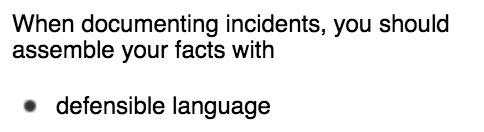 When documenting incidents, you should
assemble your facts with
• defensible language